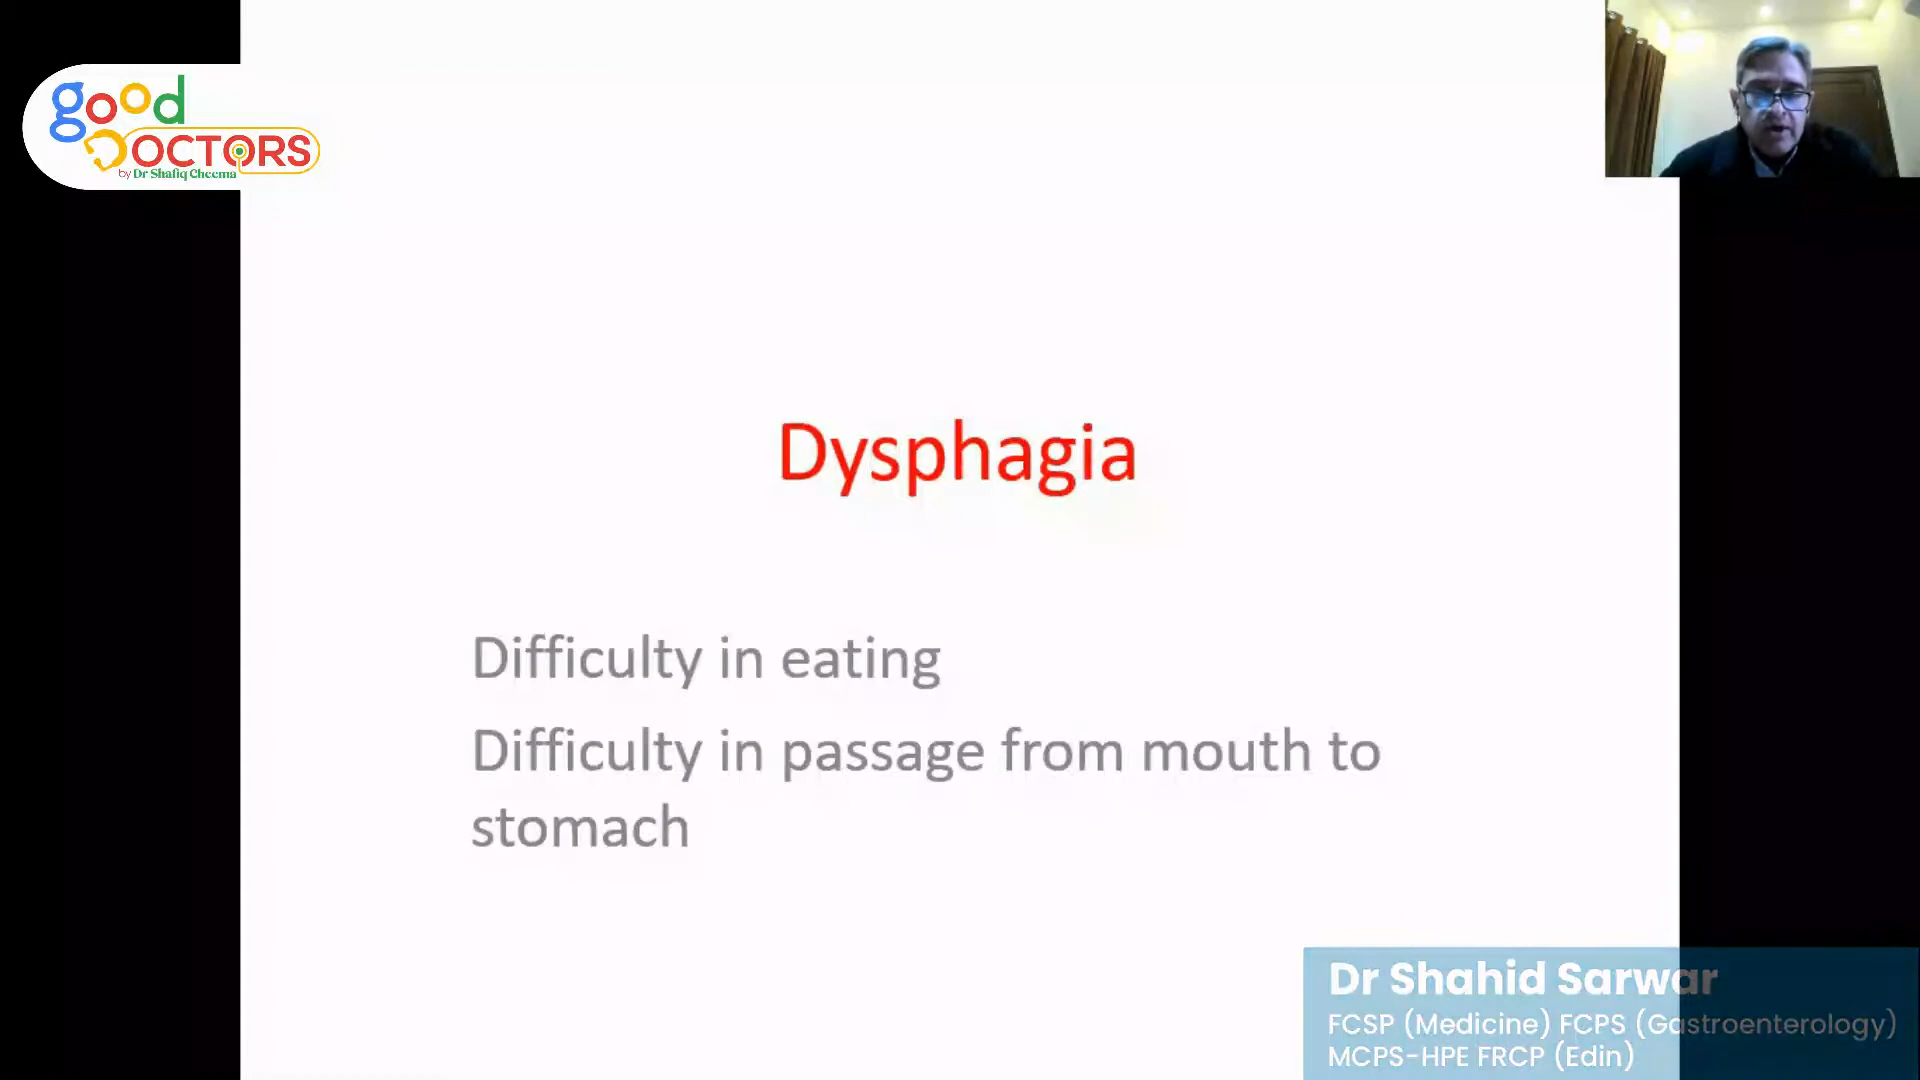 good
DOCTORS
by Dr Shafiq Cheema
Dysphagia
Difficulty in eating
Difficulty in passage from mouth to
stomach
Dr Shahid Sarwar
FCSP (Medicine) FCPS (Gastroenterology)
MCPS-HPE FRCP (Edin)